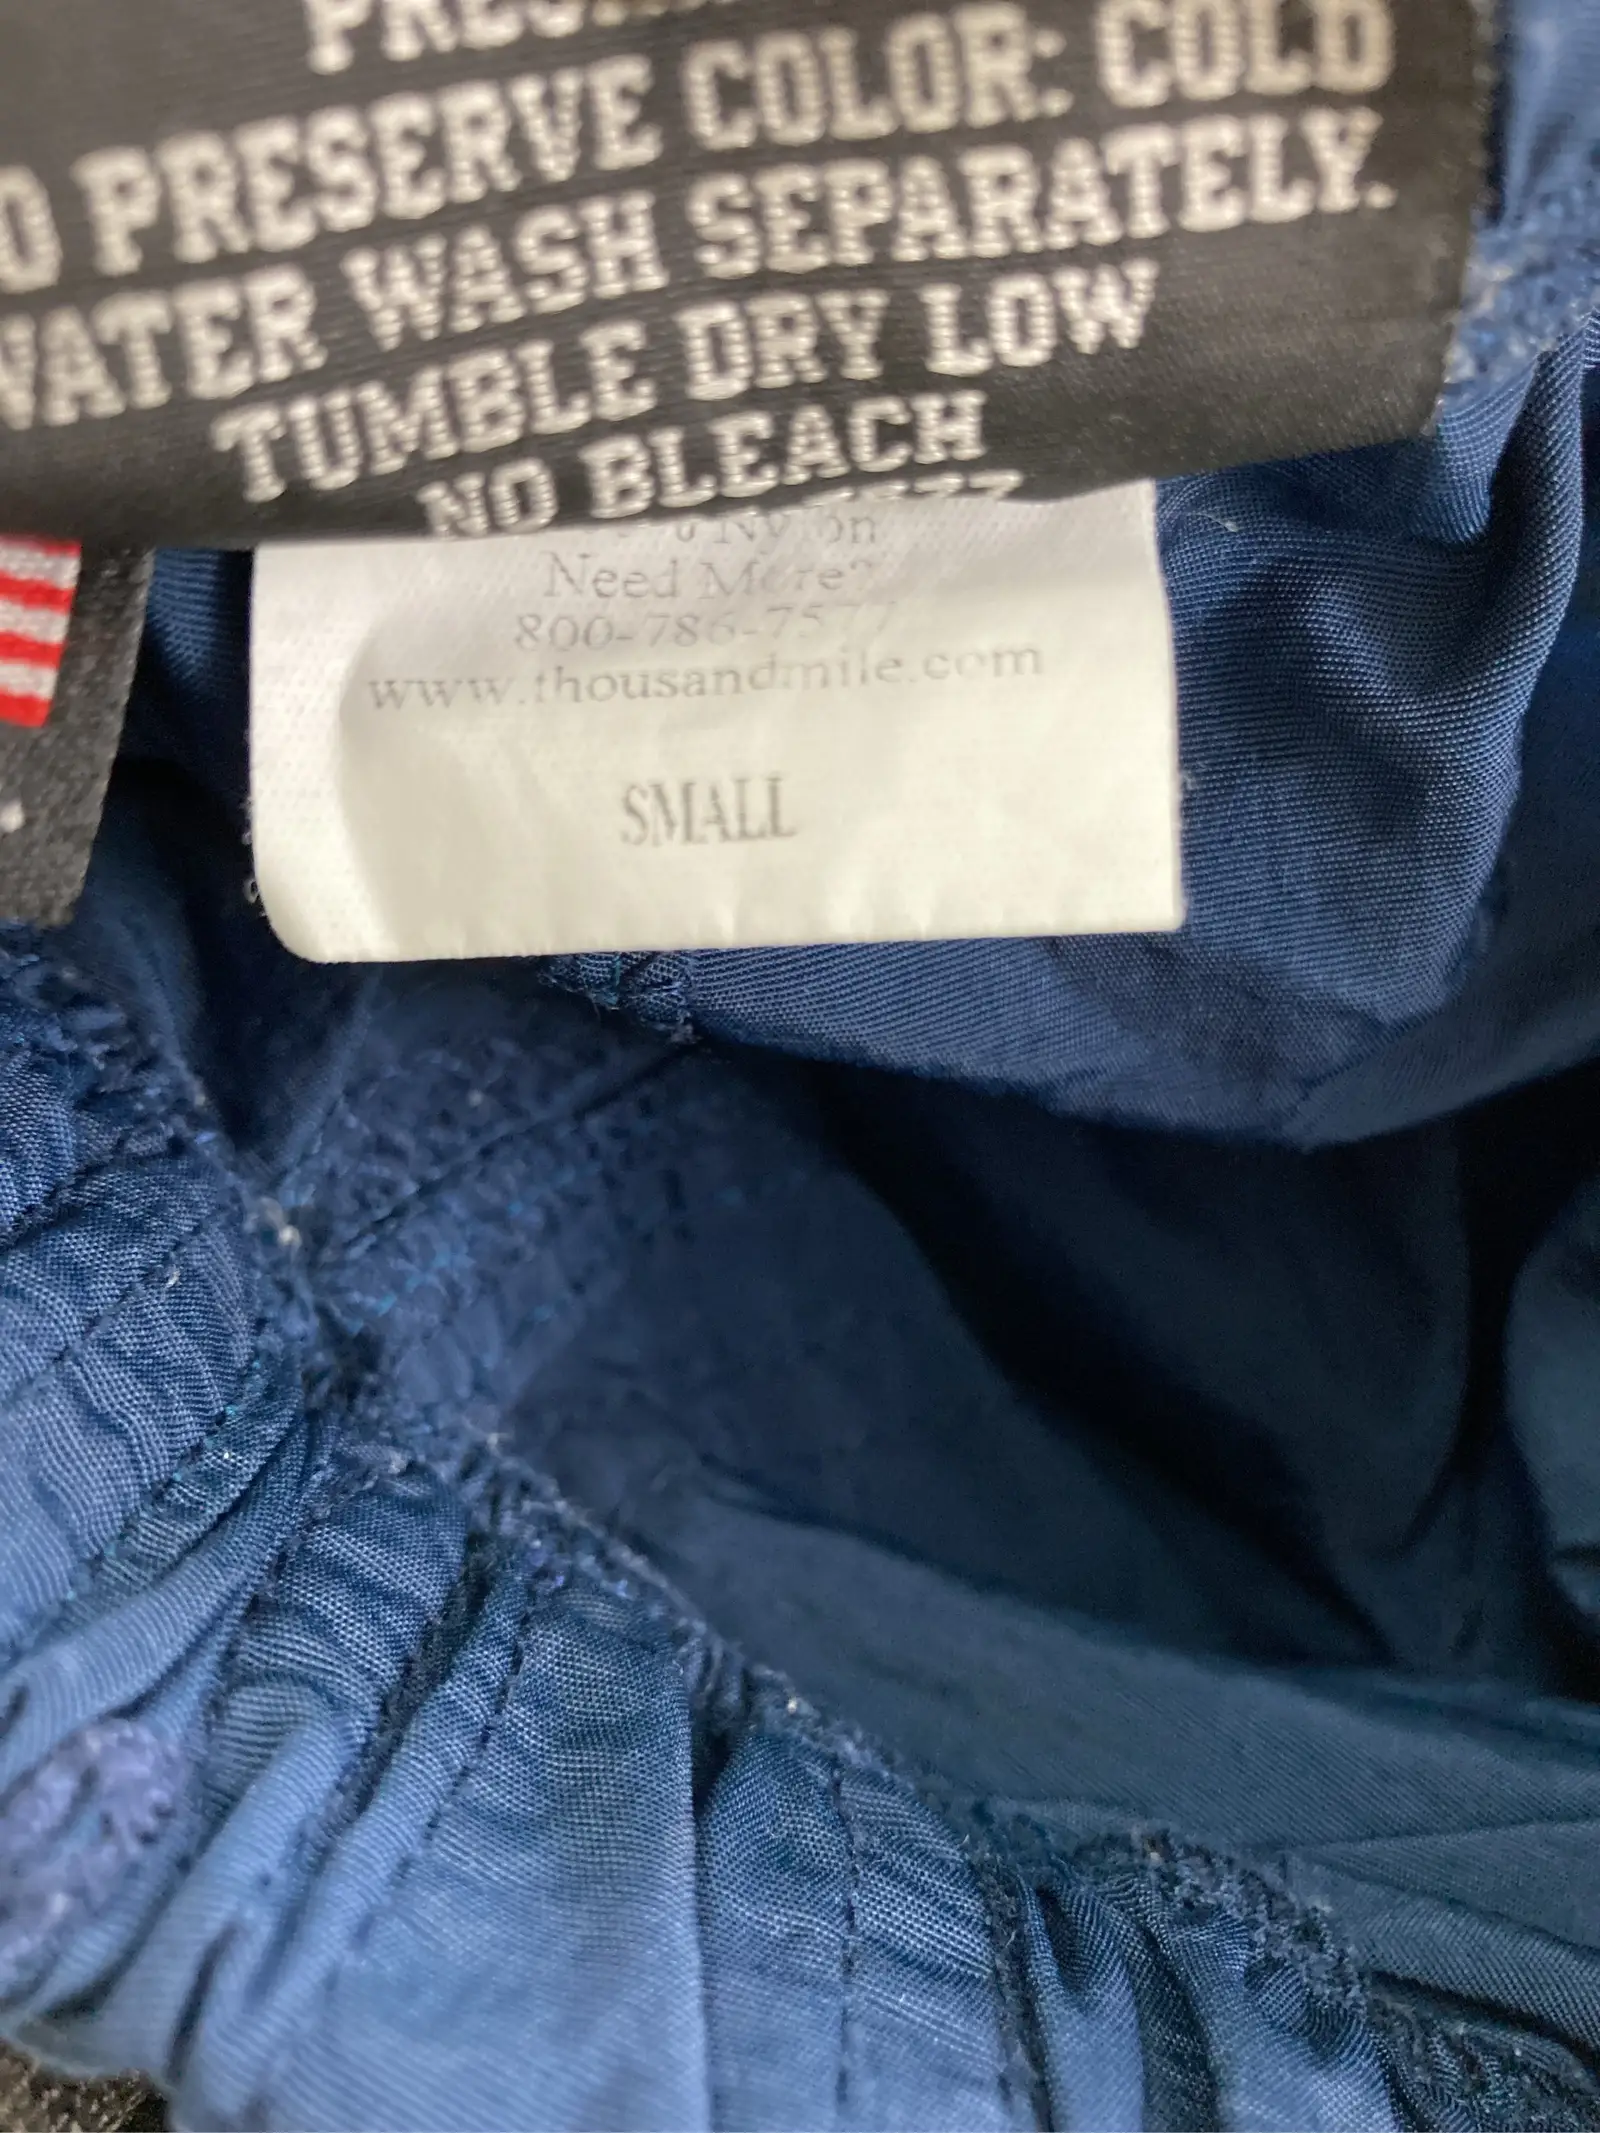 O PRESERVE COLOR: COLD
WATER WASH SEPARATELY.
TUMBLE DRY LOW
NO BLEACH
Nylon
Need More?
800-786-7577
www.thousandmile.com
SMALL